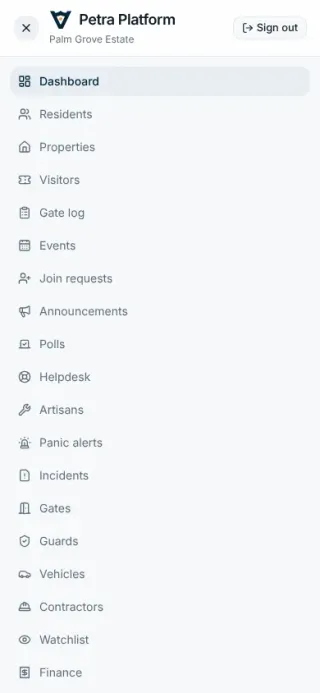 Petra Platform
Sign out
Palm Grove Estate
Dashboard
Residents
Properties
Visitors
Gate log
Events
Join requests
Announcements
Polls
Helpdesk
Artisans
Panic alerts
Incidents
Gates
Guards
Vehicles
Contractors
Watchlist
Finance